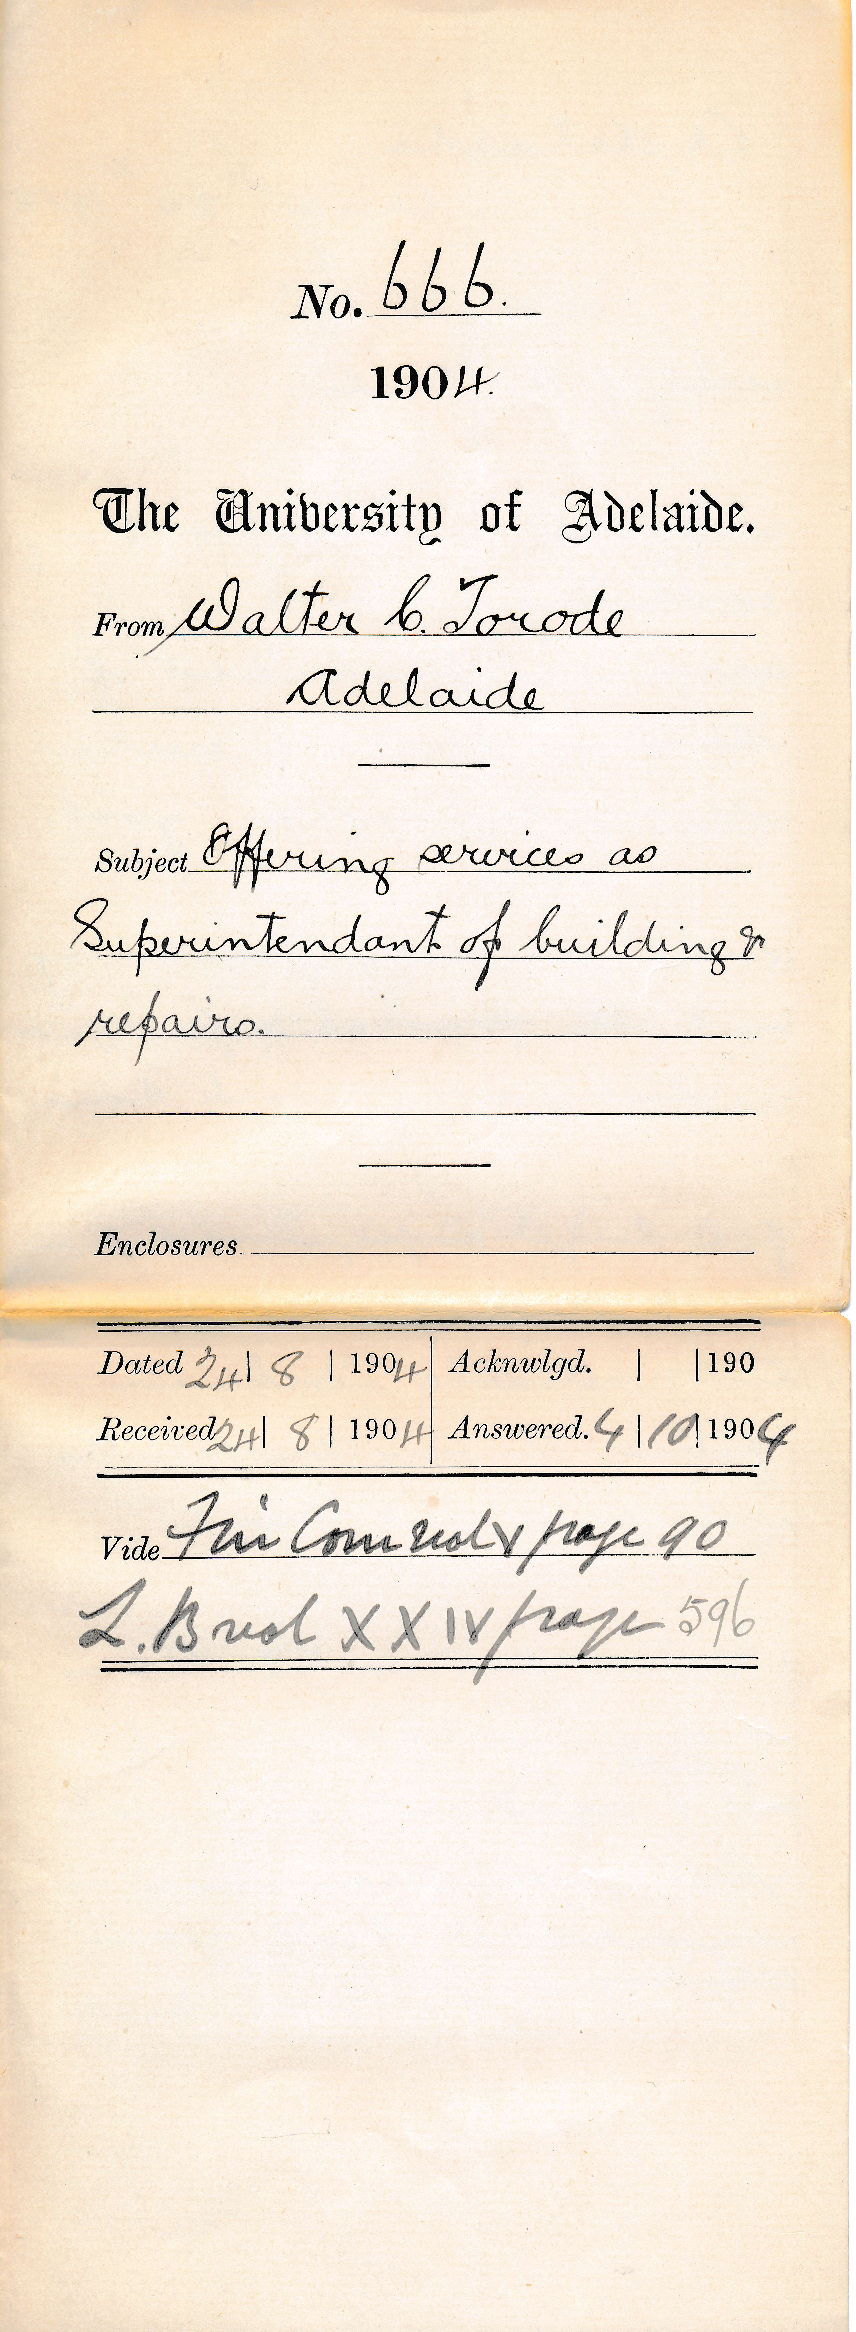 No. 666.
1904.
The University of Adelaide.
From Walter C. Torode
Adelaide
Subject Offering services as
Superintendant of building &
repairs.
Enclosures.
Dated 24 | 8 | 1904 Acknwlgd. | | 190
Received 24 | 8 | 1904 Answered. 4 | 10 | 1904
Vide Fin Com vol V page 90
L. B vol XXIV page 596